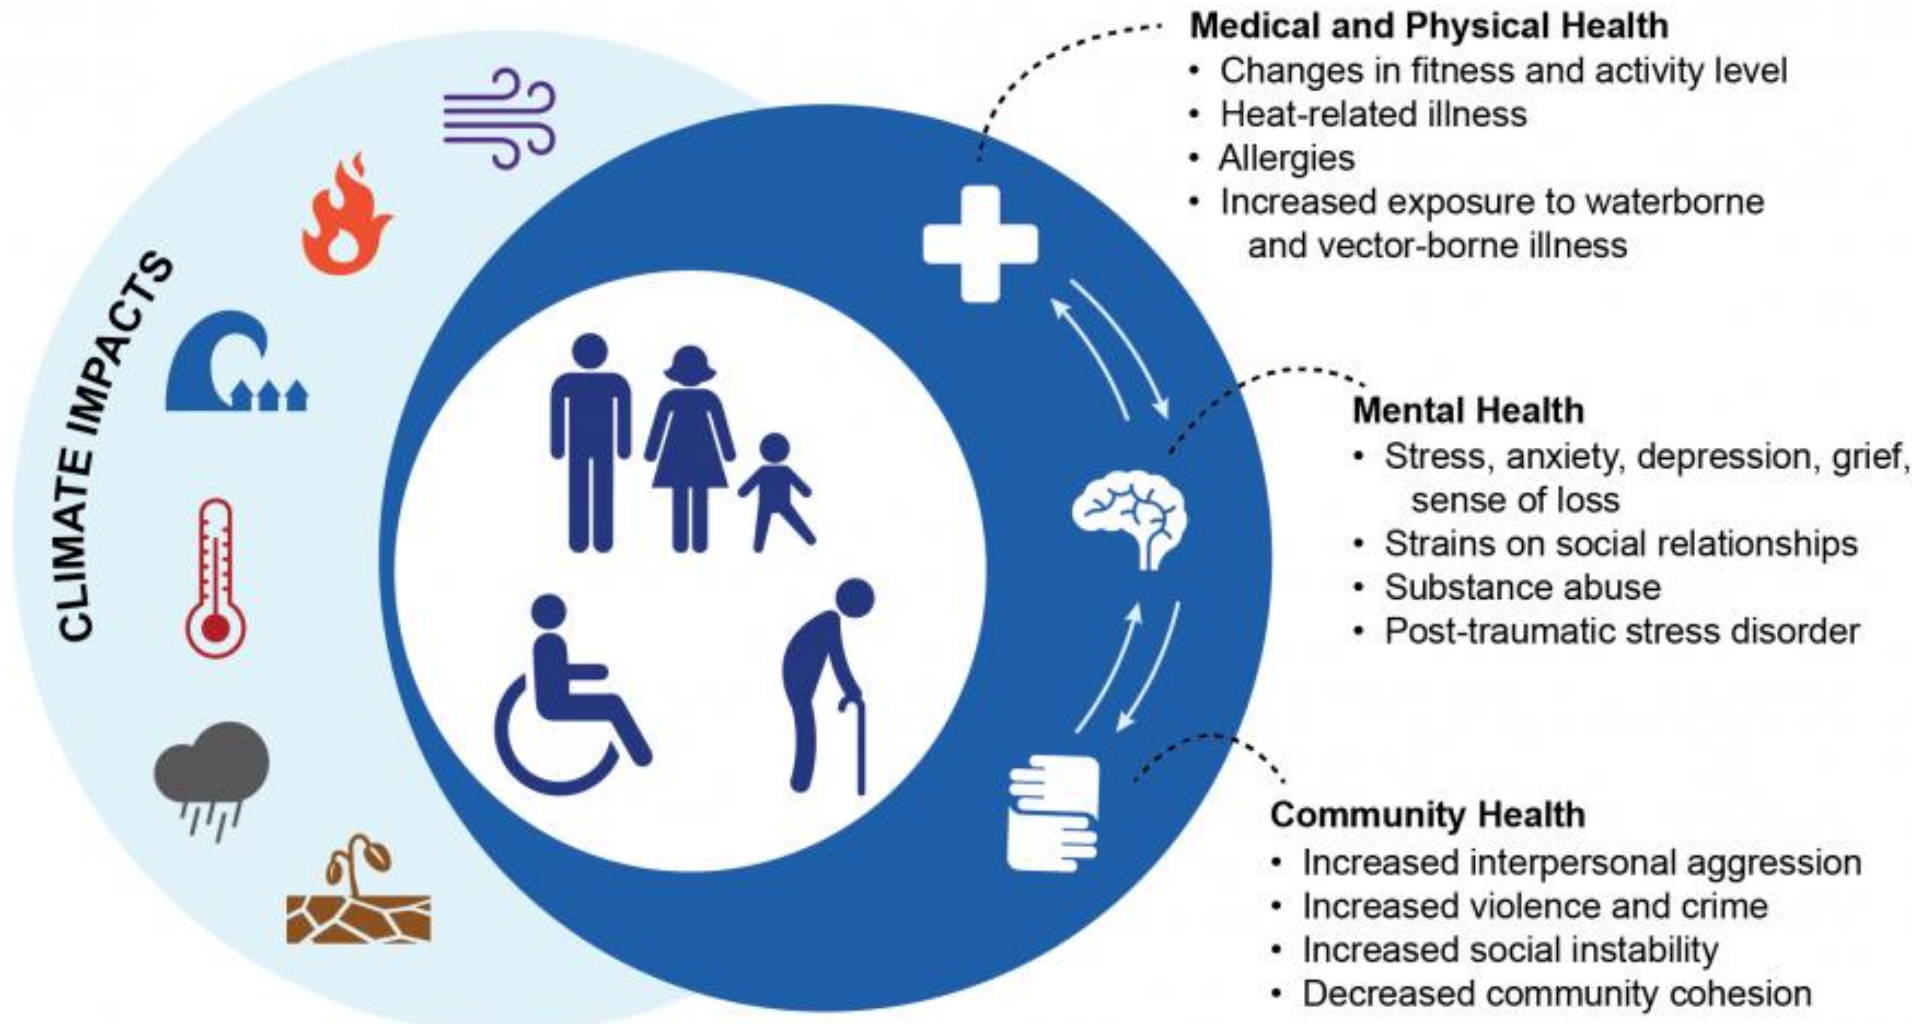 CLIMATE IMPACTS
Medical and Physical Health
• Changes in fitness and activity level
• Heat-related illness
• Allergies
• Increased exposure to waterborne
and vector-borne illness
Mental Health
• Stress, anxiety, depression, grief,
sense of loss
• Strains on social relationships
• Substance abuse
• Post-traumatic stress disorder
Community Health
• Increased interpersonal aggression
• Increased violence and crime
• Increased social instability
• Decreased community cohesion